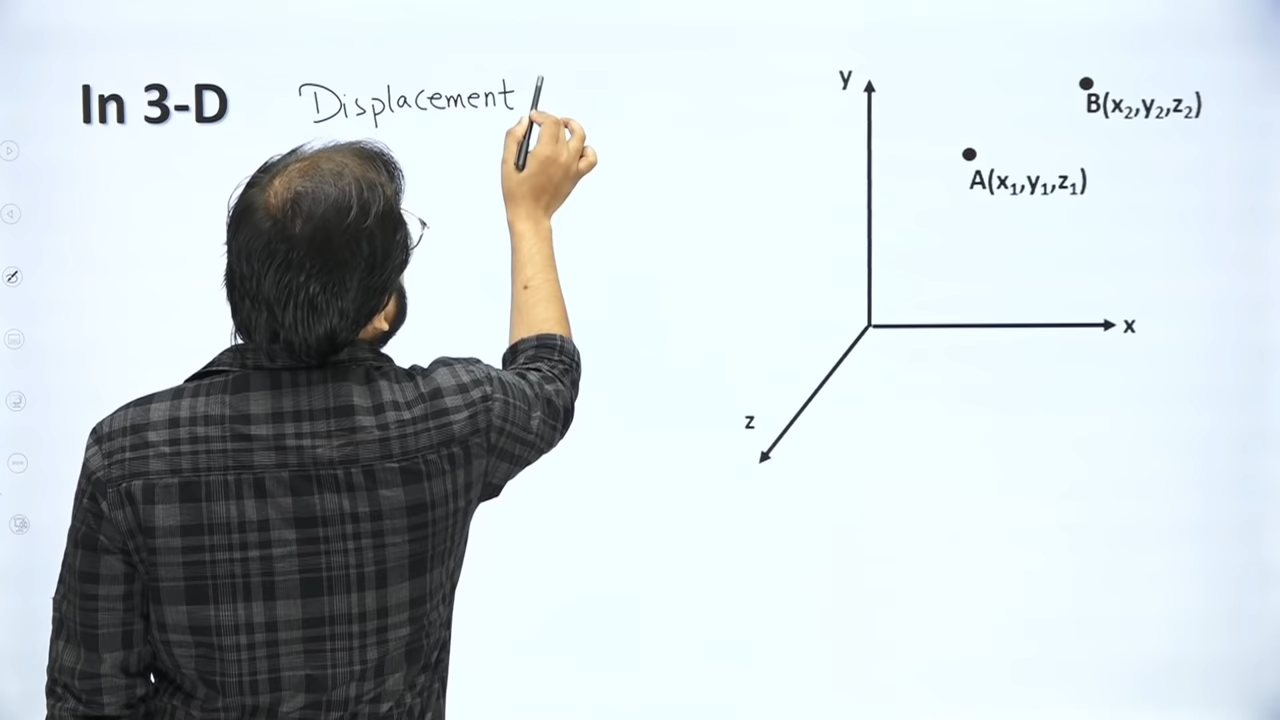 In 3-D Displacement
y
B(x₂,y₂,z₂)
A(x₁,y₁,z₁)
x
z